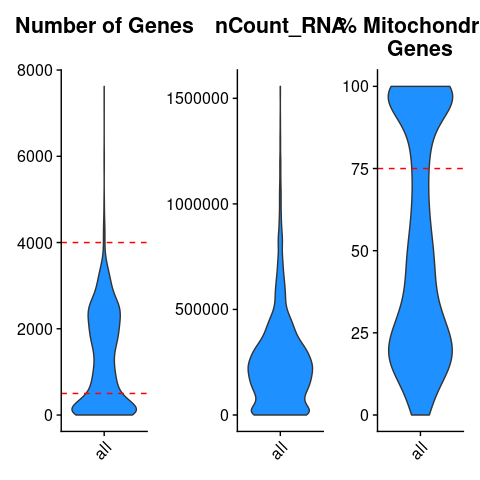 Number of Genes
nCount_RNA
% Mitochondr
Genes
8000
6000
4000
2000
0
all
1500000
1000000
500000
0
all
100
75
50
25
0
all